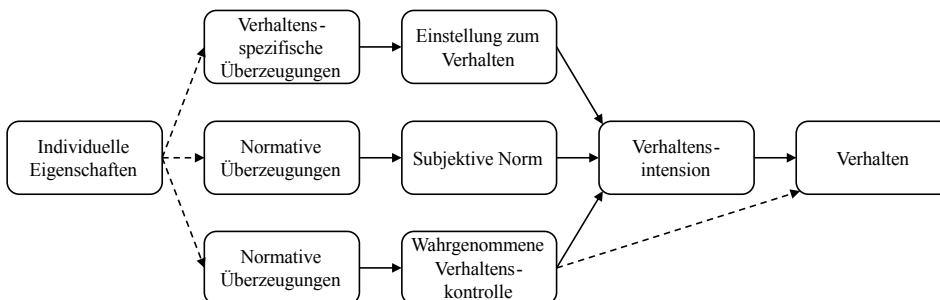 Verhaltens-
spezifische
Überzeugungen
Einstellung zum
Verhalten
Individuelle
Eigenschaften
Normative
Überzeugungen
Subjektive Norm
Verhaltens-
intension
Verhalten
Normative
Überzeugungen
Wahrgenommene
Verhaltens-
kontrolle